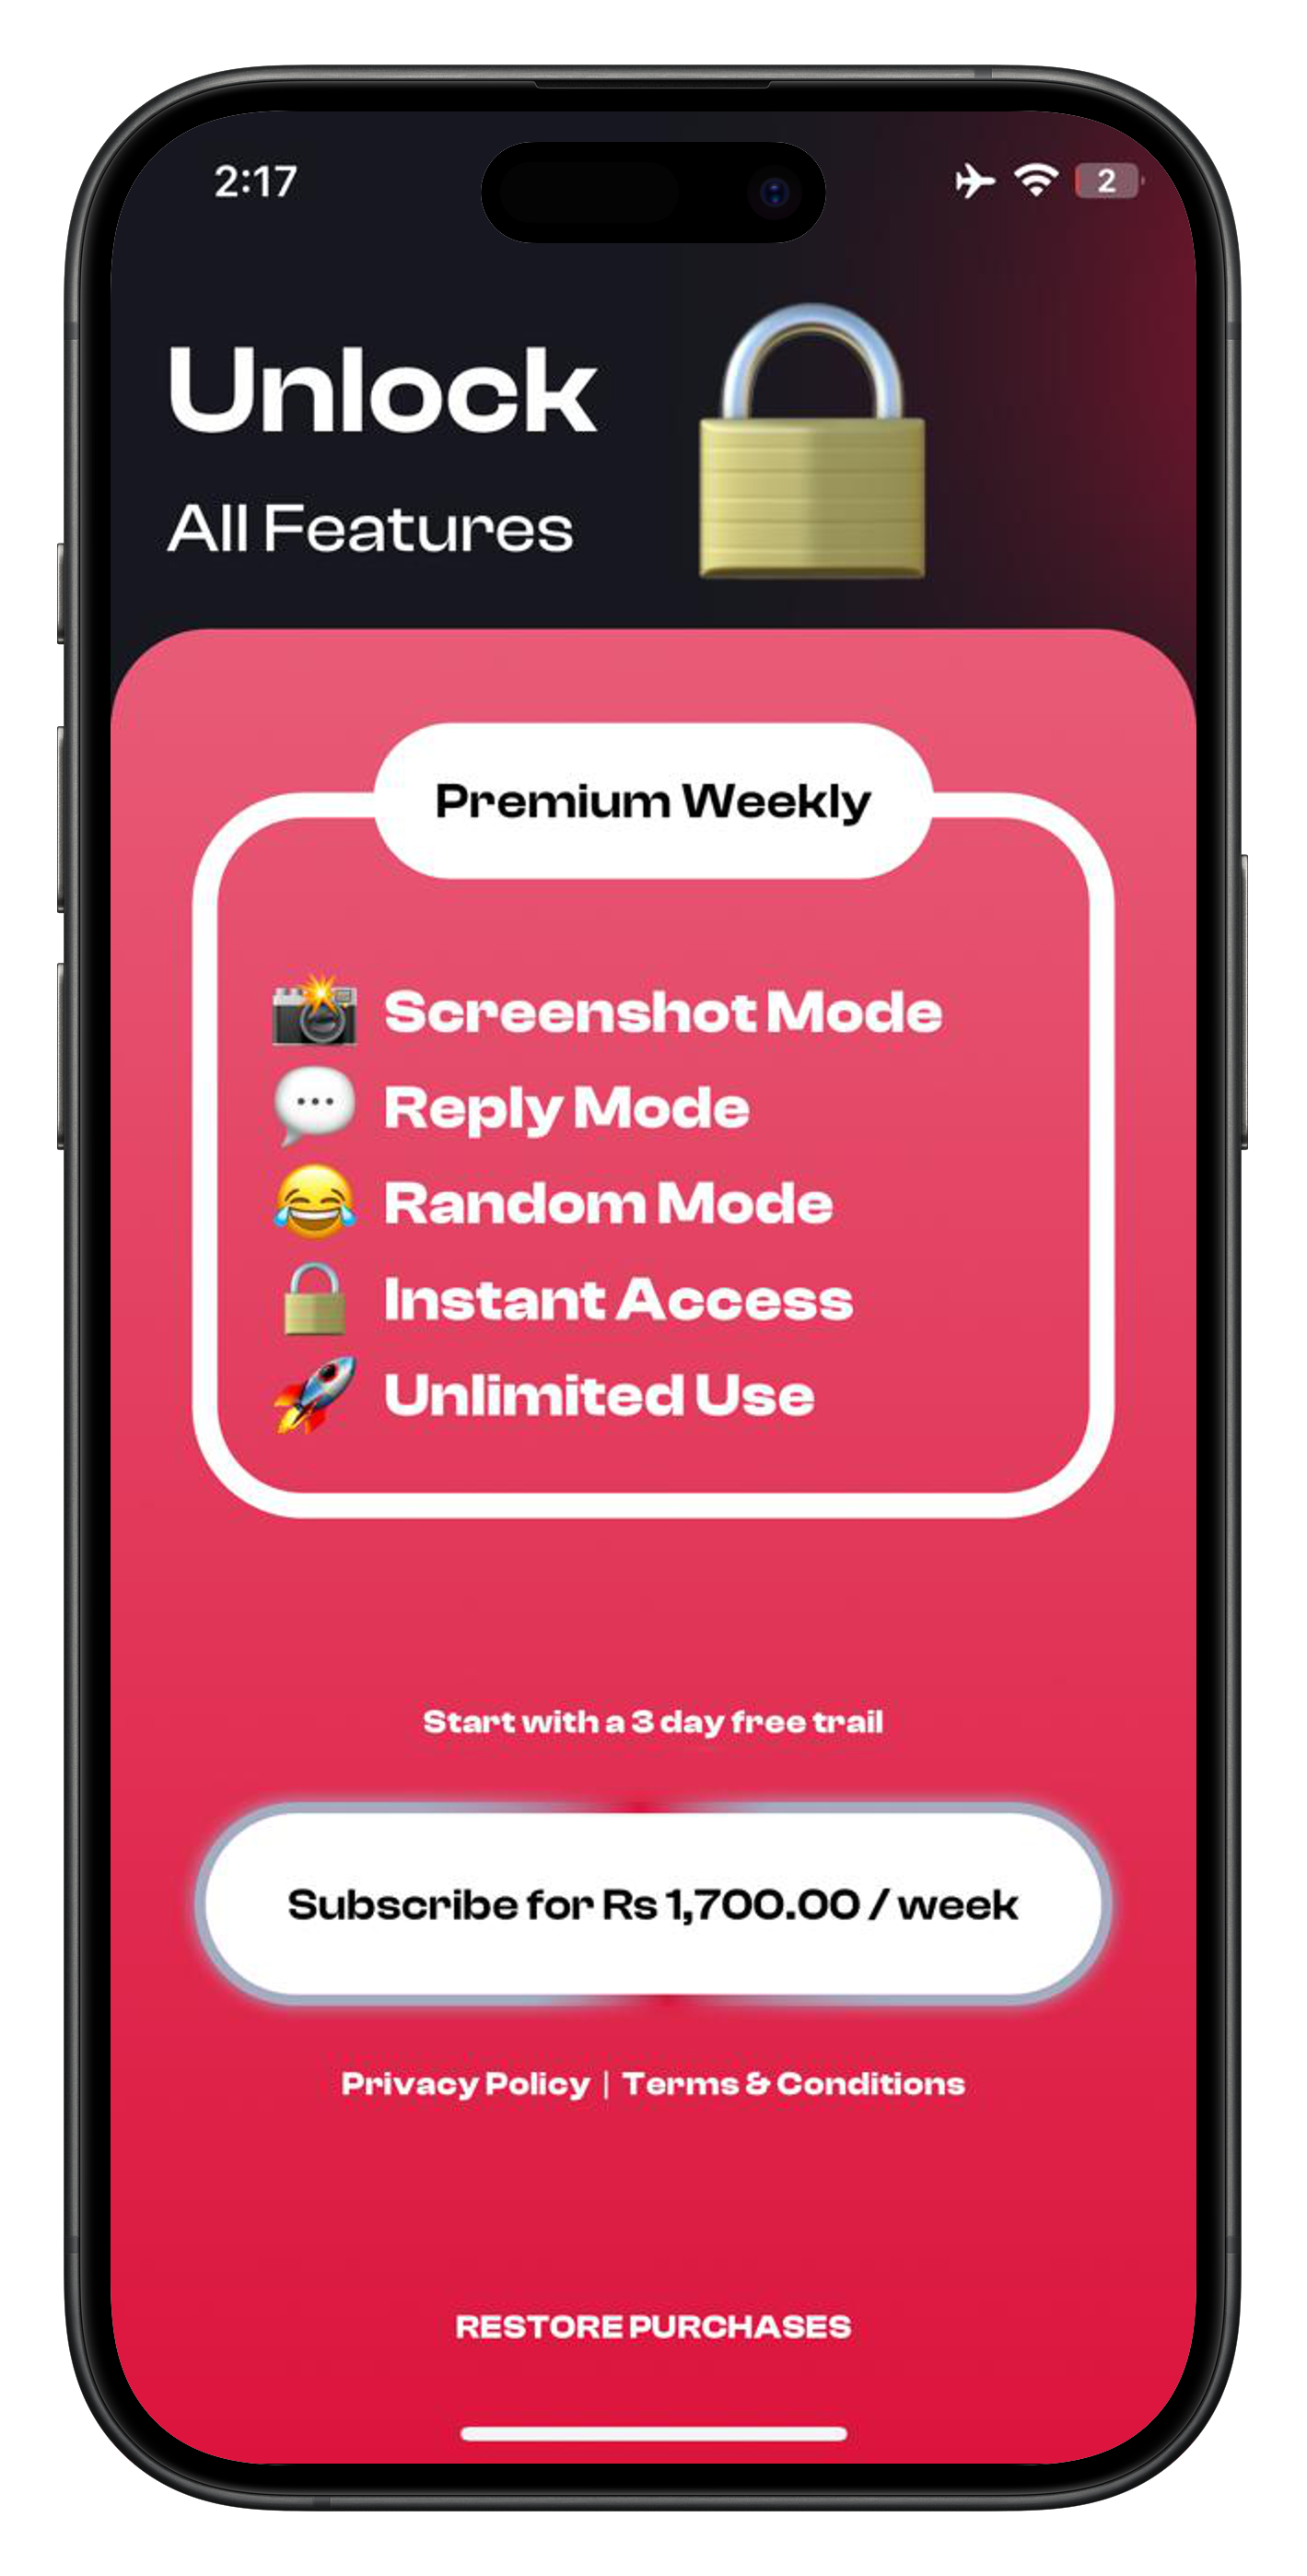 2:17
2
Unlock
All Features
Premium Weekly
Screenshot Mode
Reply Mode
Random Mode
Instant Access
Unlimited Use
Start with a 3 day free trail
Subscribe for Rs 1,700.00 / week
Privacy Policy | Terms & Conditions
RESTORE PURCHASES